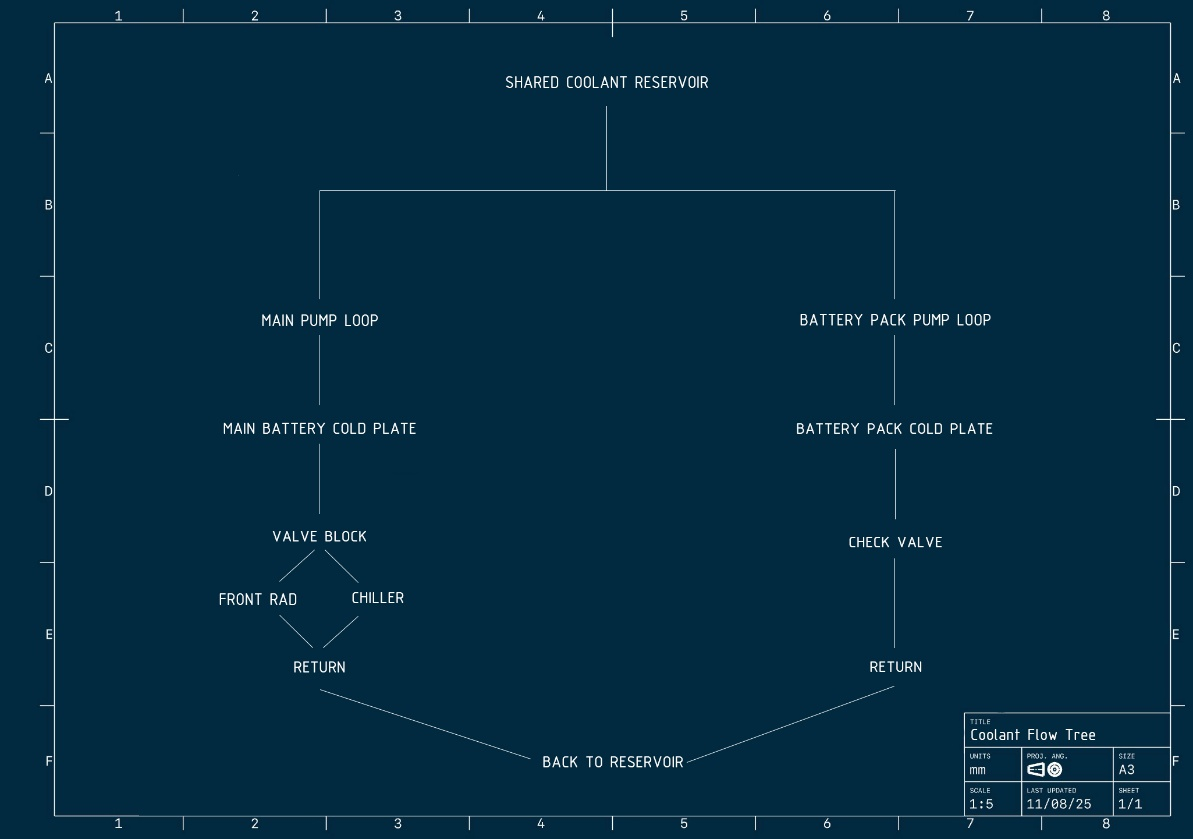 1 2 3 4 5 6 7 8
A A
SHARED COOLANT RESERVOIR
B B
MAIN PUMP LOOP BATTERY PACK PUMP LOOP
C C
MAIN BATTERY COLD PLATE BATTERY PACK COLD PLATE
D D
VALVE BLOCK CHECK VALVE
FRONT RAD CHILLER
E E
RETURN RETURN
F BACK TO RESERVOIR F
TITLE
Coolant Flow Tree
UNITS PROJ. ANG. SIZE
mm A3
SCALE LAST UPDATED SHEET
1:5 11/08/25 1/1
1 2 3 4 5 6 7 8